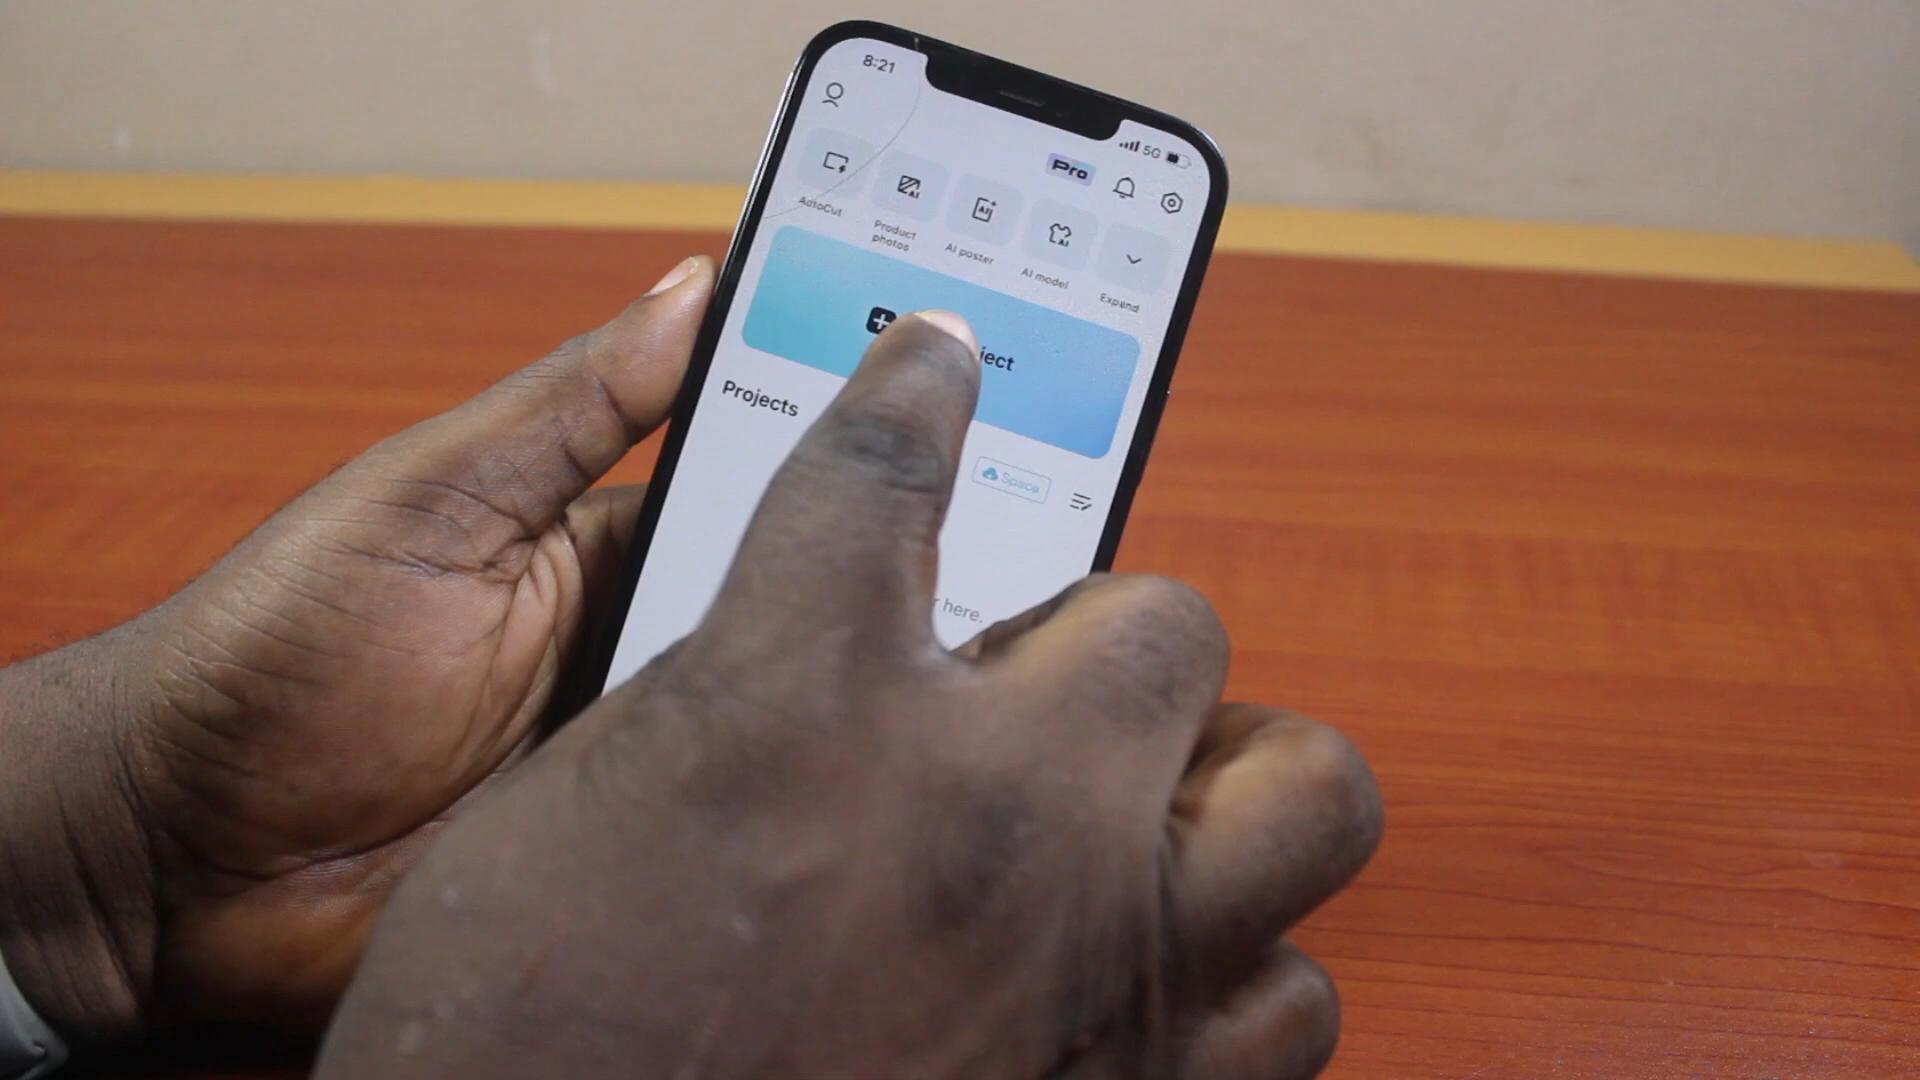 8:21
5G
Pro
AutoCut
Product
photos
AI poster
AI model
Expand
ject
Projects
Space
r here.